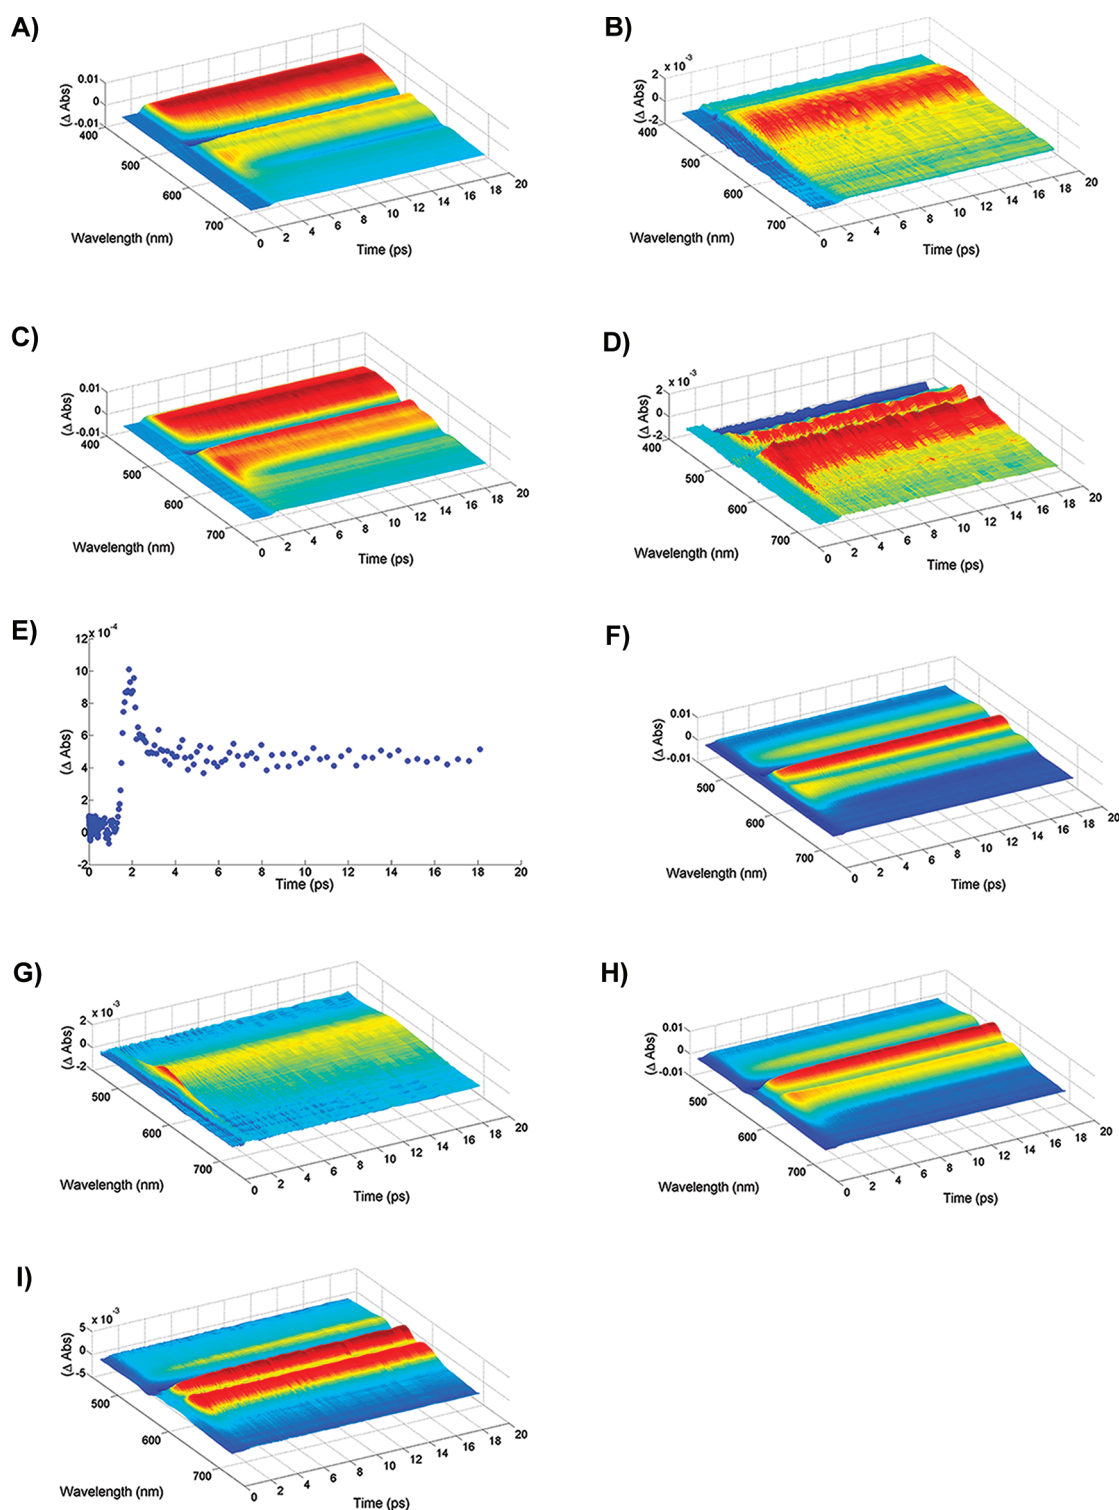 A)
0.01
0
-0.01
(Δ Abs)
400
500
600
700
Wavelength (nm)
0 2 4 6 8 10 12 14 16 18 20
Time (ps)
B)
x 10⁻³
2
0
-2
(Δ Abs)
400
500
600
700
Wavelength (nm)
0 2 4 6 8 10 12 14 16 18 20
Time (ps)
C)
0.01
0
-0.01
(Δ Abs)
400
500
600
700
Wavelength (nm)
0 2 4 6 8 10 12 14 16 18 20
Time (ps)
D)
x 10⁻³
2
0
-2
(Δ Abs)
400
500
600
700
Wavelength (nm)
0 2 4 6 8 10 12 14 16 18 20
Time (ps)
E)
x 10⁻⁴
12
10
8
6
4
2
0
-2
(Δ Abs)
0 2 4 6 8 10 12 14 16 18 20
Time (ps)
F)
0.01
0
-0.01
(Δ Abs)
500
600
700
Wavelength (nm)
0 2 4 6 8 10 12 14 16 18 20
Time (ps)
G)
x 10⁻³
2
0
-2
(Δ Abs)
500
600
700
Wavelength (nm)
0 2 4 6 8 10 12 14 16 18 20
Time (ps)
H)
0.01
0
-0.01
(Δ Abs)
500
600
700
Wavelength (nm)
0 2 4 6 8 10 12 14 16 18 20
Time (ps)
I)
x 10⁻³
5
0
-5
(Δ Abs)
500
600
700
Wavelength (nm)
0 2 4 6 8 10 12 14 16 18 20
Time (ps)